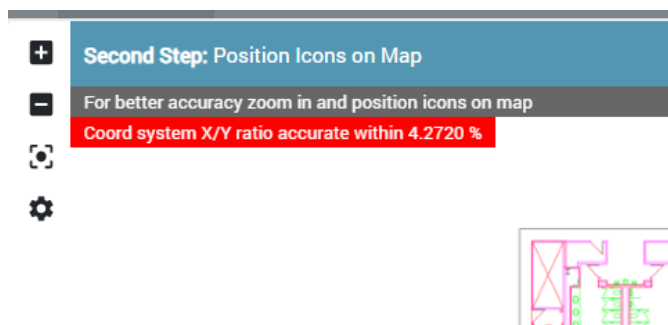 Second Step: Position Icons on Map
For better accuracy zoom in and position icons on map
Coord system X/Y ratio accurate within 4.2720 %